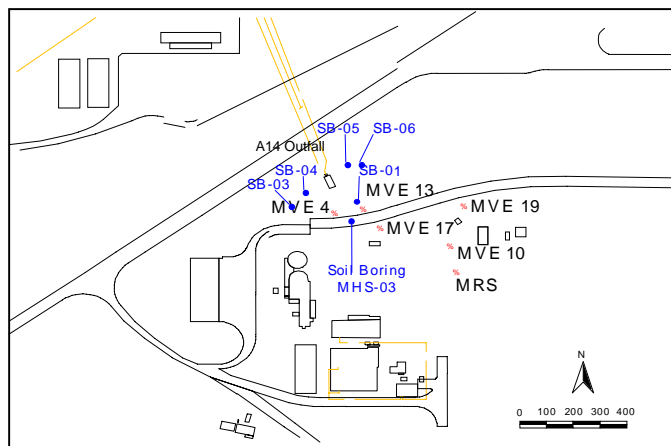 SB-05
SB-06
A14 Outfall
SB-04
SB-01
SB-03
MVE 13
MVE 4
%
%
%
MVE 19
%
MVE 17
%
MVE 10
Soil Boring
MHS-03
%
MRS
N
0 100 200 300 400